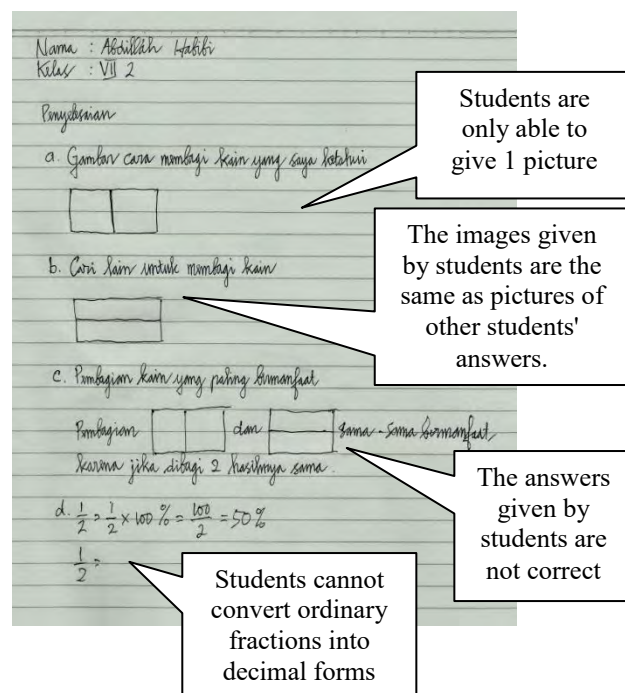 Nama : Abdillah Habibi
Kelas : VII 2
Penyelesaian
a. Gambar cara membagi kain yang saya ketahui
Students are
only able to
give 1 picture
b. Cari lain untuk membagi kain
The images given
by students are the
same as pictures of
other students'
answers.
c. Pembagian kain yang paling bermanfaat
Pembagian dan sama-sama bermanfaat
karena jika dibagi 2 hasilnya sama.
The answers
given by
students are
not correct
d. 1/2 = 1/2 x 100 % = 100/2 = 50 %
1/2 =
Students cannot
convert ordinary
fractions into
decimal forms